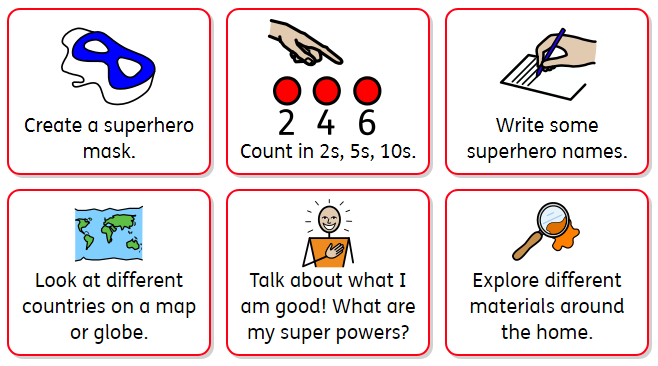 Create a superhero
mask.
2 4 6
Count in 2s, 5s, 10s.
Write some
superhero names.
Look at different
countries on a map
or globe.
Talk about what I
am good! What are
my super powers?
Explore different
materials around
the home.